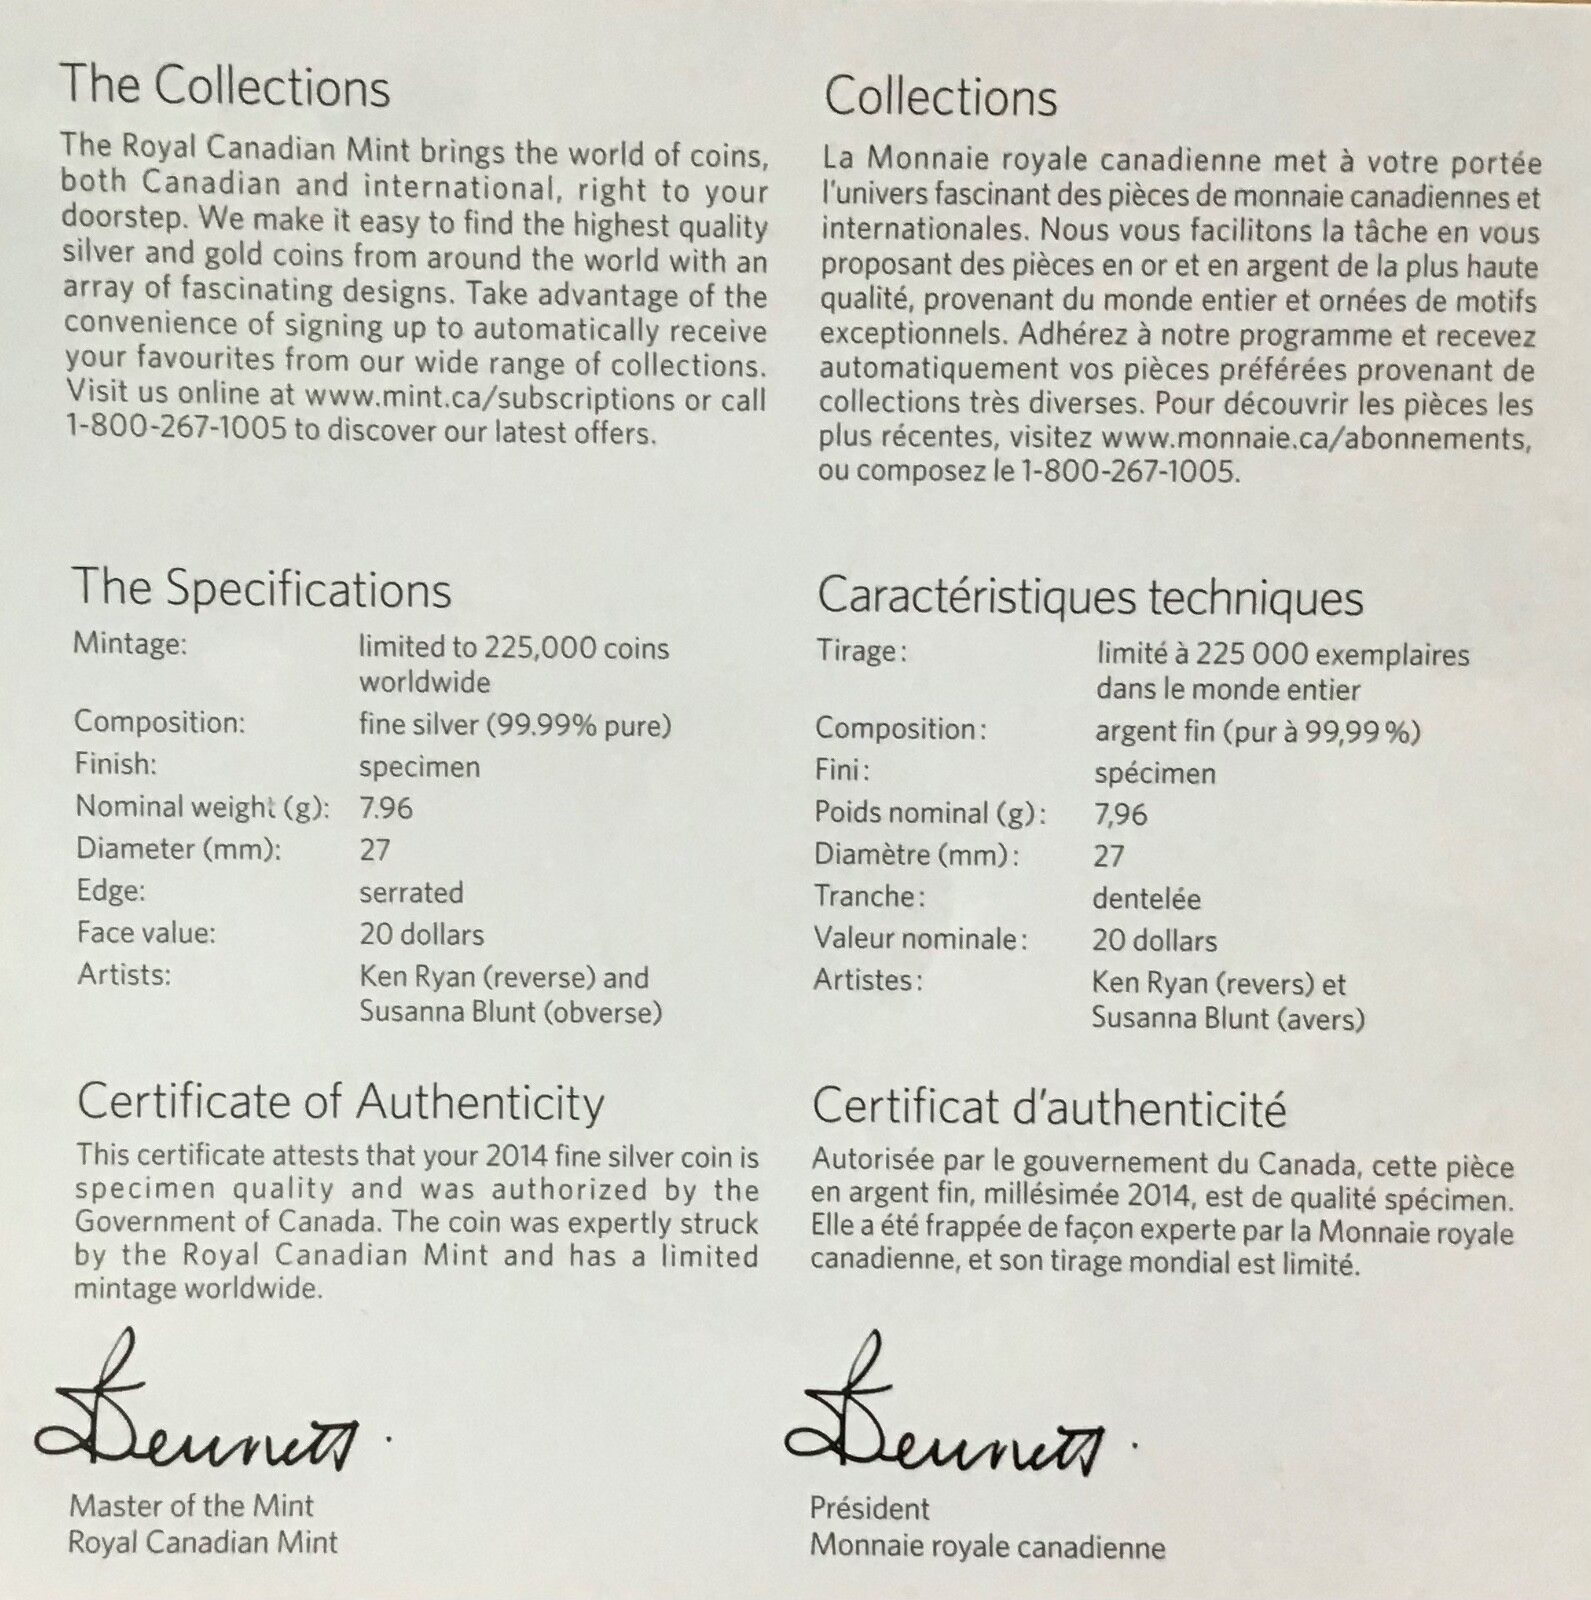 The Collections
The Royal Canadian Mint brings the world of coins,
both Canadian and international, right to your
doorstep. We make it easy to find the highest quality
silver and gold coins from around the world with an
array of fascinating designs. Take advantage of the
convenience of signing up to automatically receive
your favourites from our wide range of collections.
Visit us online at www.mint.ca/subscriptions or call
1-800-267-1005 to discover our latest offers.
The Specifications
Mintage: limited to 225,000 coins
worldwide
Composition: fine silver (99.99% pure)
Finish: specimen
Nominal weight (g): 7.96
Diameter (mm): 27
Edge: serrated
Face value: 20 dollars
Artists: Ken Ryan (reverse) and
Susanna Blunt (obverse)
Certificate of Authenticity
This certificate attests that your 2014 fine silver coin is
specimen quality and was authorized by the
Government of Canada. The coin was expertly struck
by the Royal Canadian Mint and has a limited
mintage worldwide.
Bennett
Master of the Mint
Royal Canadian Mint
Collections
La Monnaie royale canadienne met à votre portée
l'univers fascinant des pièces de monnaie canadiennes et
internationales. Nous vous facilitons la tâche en vous
proposant des pièces en or et en argent de la plus haute
qualité, provenant du monde entier et ornées de motifs
exceptionnels. Adhérez à notre programme et recevez
automatiquement vos pièces préférées provenant de
collections très diverses. Pour découvrir les pièces les
plus récentes, visitez www.monnaie.ca/abonnements,
ou composez le 1-800-267-1005.
Caractéristiques techniques
Tirage : limité à 225 000 exemplaires
dans le monde entier
Composition : argent fin (pur à 99,99 %)
Fini : spécimen
Poids nominal (g) : 7,96
Diamètre (mm) : 27
Tranche : dentelée
Valeur nominale : 20 dollars
Artistes : Ken Ryan (revers) et
Susanna Blunt (avers)
Certificat d'authenticité
Autorisée par le gouvernement du Canada, cette pièce
en argent fin, millésimée 2014, est de qualité spécimen.
Elle a été frappée de façon experte par la Monnaie royale
canadienne, et son tirage mondial est limité.
Bennett
Président
Monnaie royale canadienne